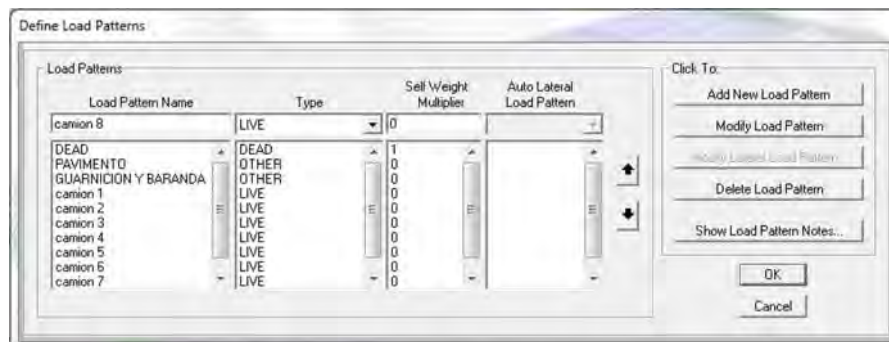 Define Load Patterns
Load Patterns
Click To:
Load Pattern Name Type Self Weight Multiplier Auto Lateral Load Pattern
camion 8 LIVE 0
DEAD DEAD 1
PAVIMENTO OTHER 0
GUARNICION Y BARANDA OTHER 0
camion 1 LIVE 0
camion 2 LIVE 0
camion 3 LIVE 0
camion 4 LIVE 0
camion 5 LIVE 0
camion 6 LIVE 0
camion 7 LIVE 0
Add New Load Pattern
Modify Load Pattern
Modify Lateral Load Pattern...
Delete Load Pattern
Show Load Pattern Notes...
OK
Cancel